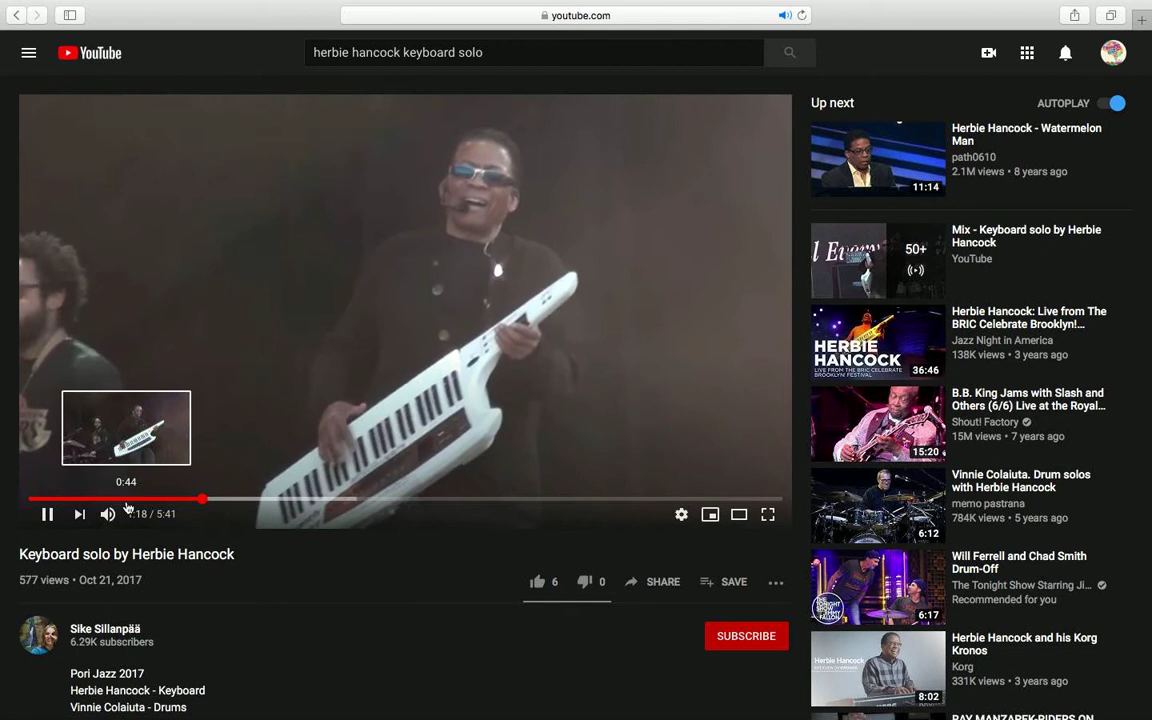 youtube.com
YouTube
herbie hancock keyboard solo
0:44
:18 / 5:41
Keyboard solo by Herbie Hancock
577 views • Oct 21, 2017
6
0
SHARE
SAVE
Sike Sillanpää
6.29K subscribers
SUBSCRIBE
Pori Jazz 2017
Herbie Hancock - Keyboard
Vinnie Colaiuta - Drums
Up next
AUTOPLAY
11:14
Herbie Hancock - Watermelon
Man
path0610
2.1M views • 8 years ago
50+
Mix - Keyboard solo by Herbie
Hancock
YouTube
HERBIE
HANCOCK
36:46
Herbie Hancock: Live from The
BRIC Celebrate Brooklyn!...
Jazz Night in America
138K views • 3 years ago
15:20
B.B. King Jams with Slash and
Others (6/6) Live at the Royal...
Shout! Factory
15M views • 7 years ago
6:12
Vinnie Colaiuta. Drum solos
with Herbie Hancock
memo pastrana
784K views • 5 years ago
6:17
Will Ferrell and Chad Smith
Drum-Off
The Tonight Show Starring Ji...
Recommended for you
Herbie Hancock
8:02
Herbie Hancock and his Korg
Kronos
Korg
331K views • 3 years ago
RAY MANZAREK-RIDERS ON